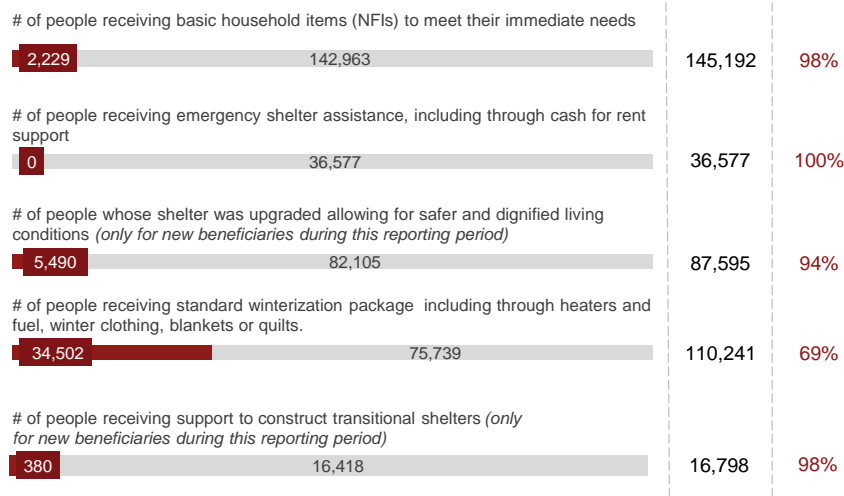 # of people receiving basic household items (NFIs) to meet their immediate needs
2,229 142,963 145,192 98%
# of people receiving emergency shelter assistance, including through cash for rent
support
0 36,577 36,577 100%
# of people whose shelter was upgraded allowing for safer and dignified living
conditions (only for new beneficiaries during this reporting period)
5,490 82,105 87,595 94%
# of people receiving standard winterization package including through heaters and
fuel, winter clothing, blankets or quilts.
34,502 75,739 110,241 69%
# of people receiving support to construct transitional shelters (only
for new beneficiaries during this reporting period)
380 16,418 16,798 98%